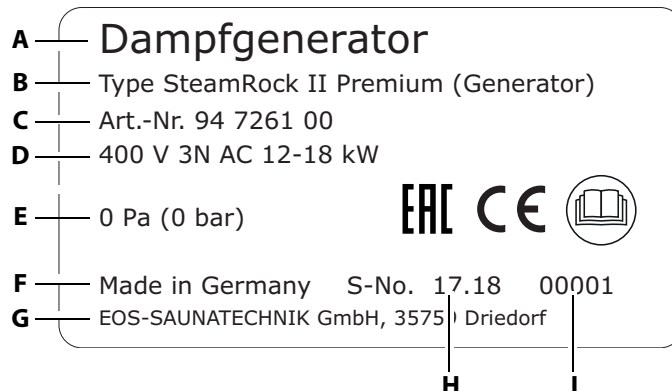 A Dampfgenerator
B Type SteamRock II Premium (Generator)
C Art.-Nr. 94 7261 00
D 400 V 3N AC 12-18 kW
E 0 Pa (0 bar) EAC CE
F Made in Germany S-No. 17.18 00001
G EOS-SAUNATECHNIK GmbH, 35759 Driedorf
H I